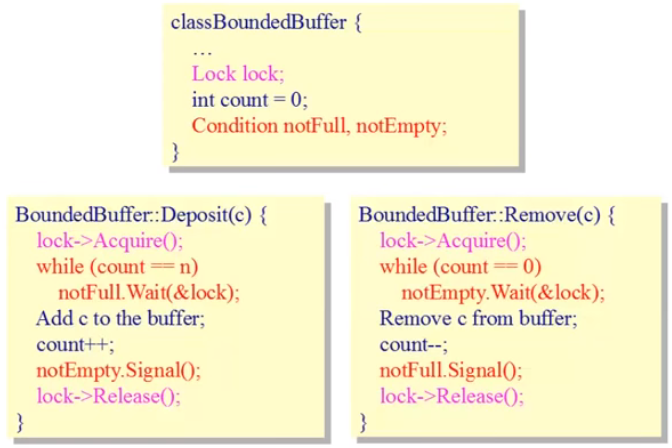 classBoundedBuffer {
…
Lock lock;
int count = 0;
Condition notFull, notEmpty;
}
BoundedBuffer::Deposit(c) {
lock->Acquire();
while (count == n)
notFull.Wait(&lock);
Add c to the buffer;
count++;
notEmpty.Signal();
lock->Release();
}
BoundedBuffer::Remove(c) {
lock->Acquire();
while (count == 0)
notEmpty.Wait(&lock);
Remove c from buffer;
count--;
notFull.Signal();
lock->Release();
}